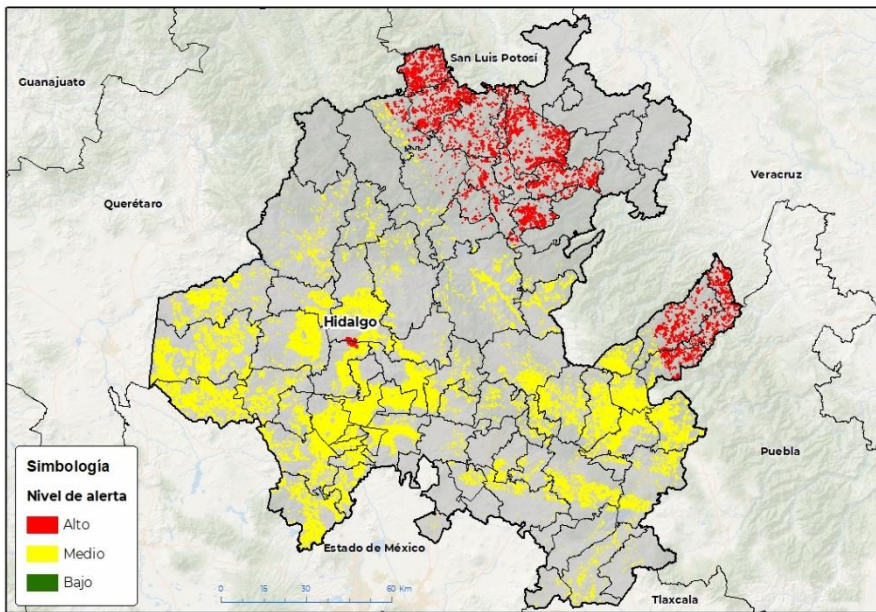 San Luis Potosí
Guanajuato
Veracruz
Querétaro
Hidalgo
Puebla
Simbología
Nivel de alerta
Alto
Medio
Bajo
Estado de México
0 15 30 60 Km
Tlaxcala